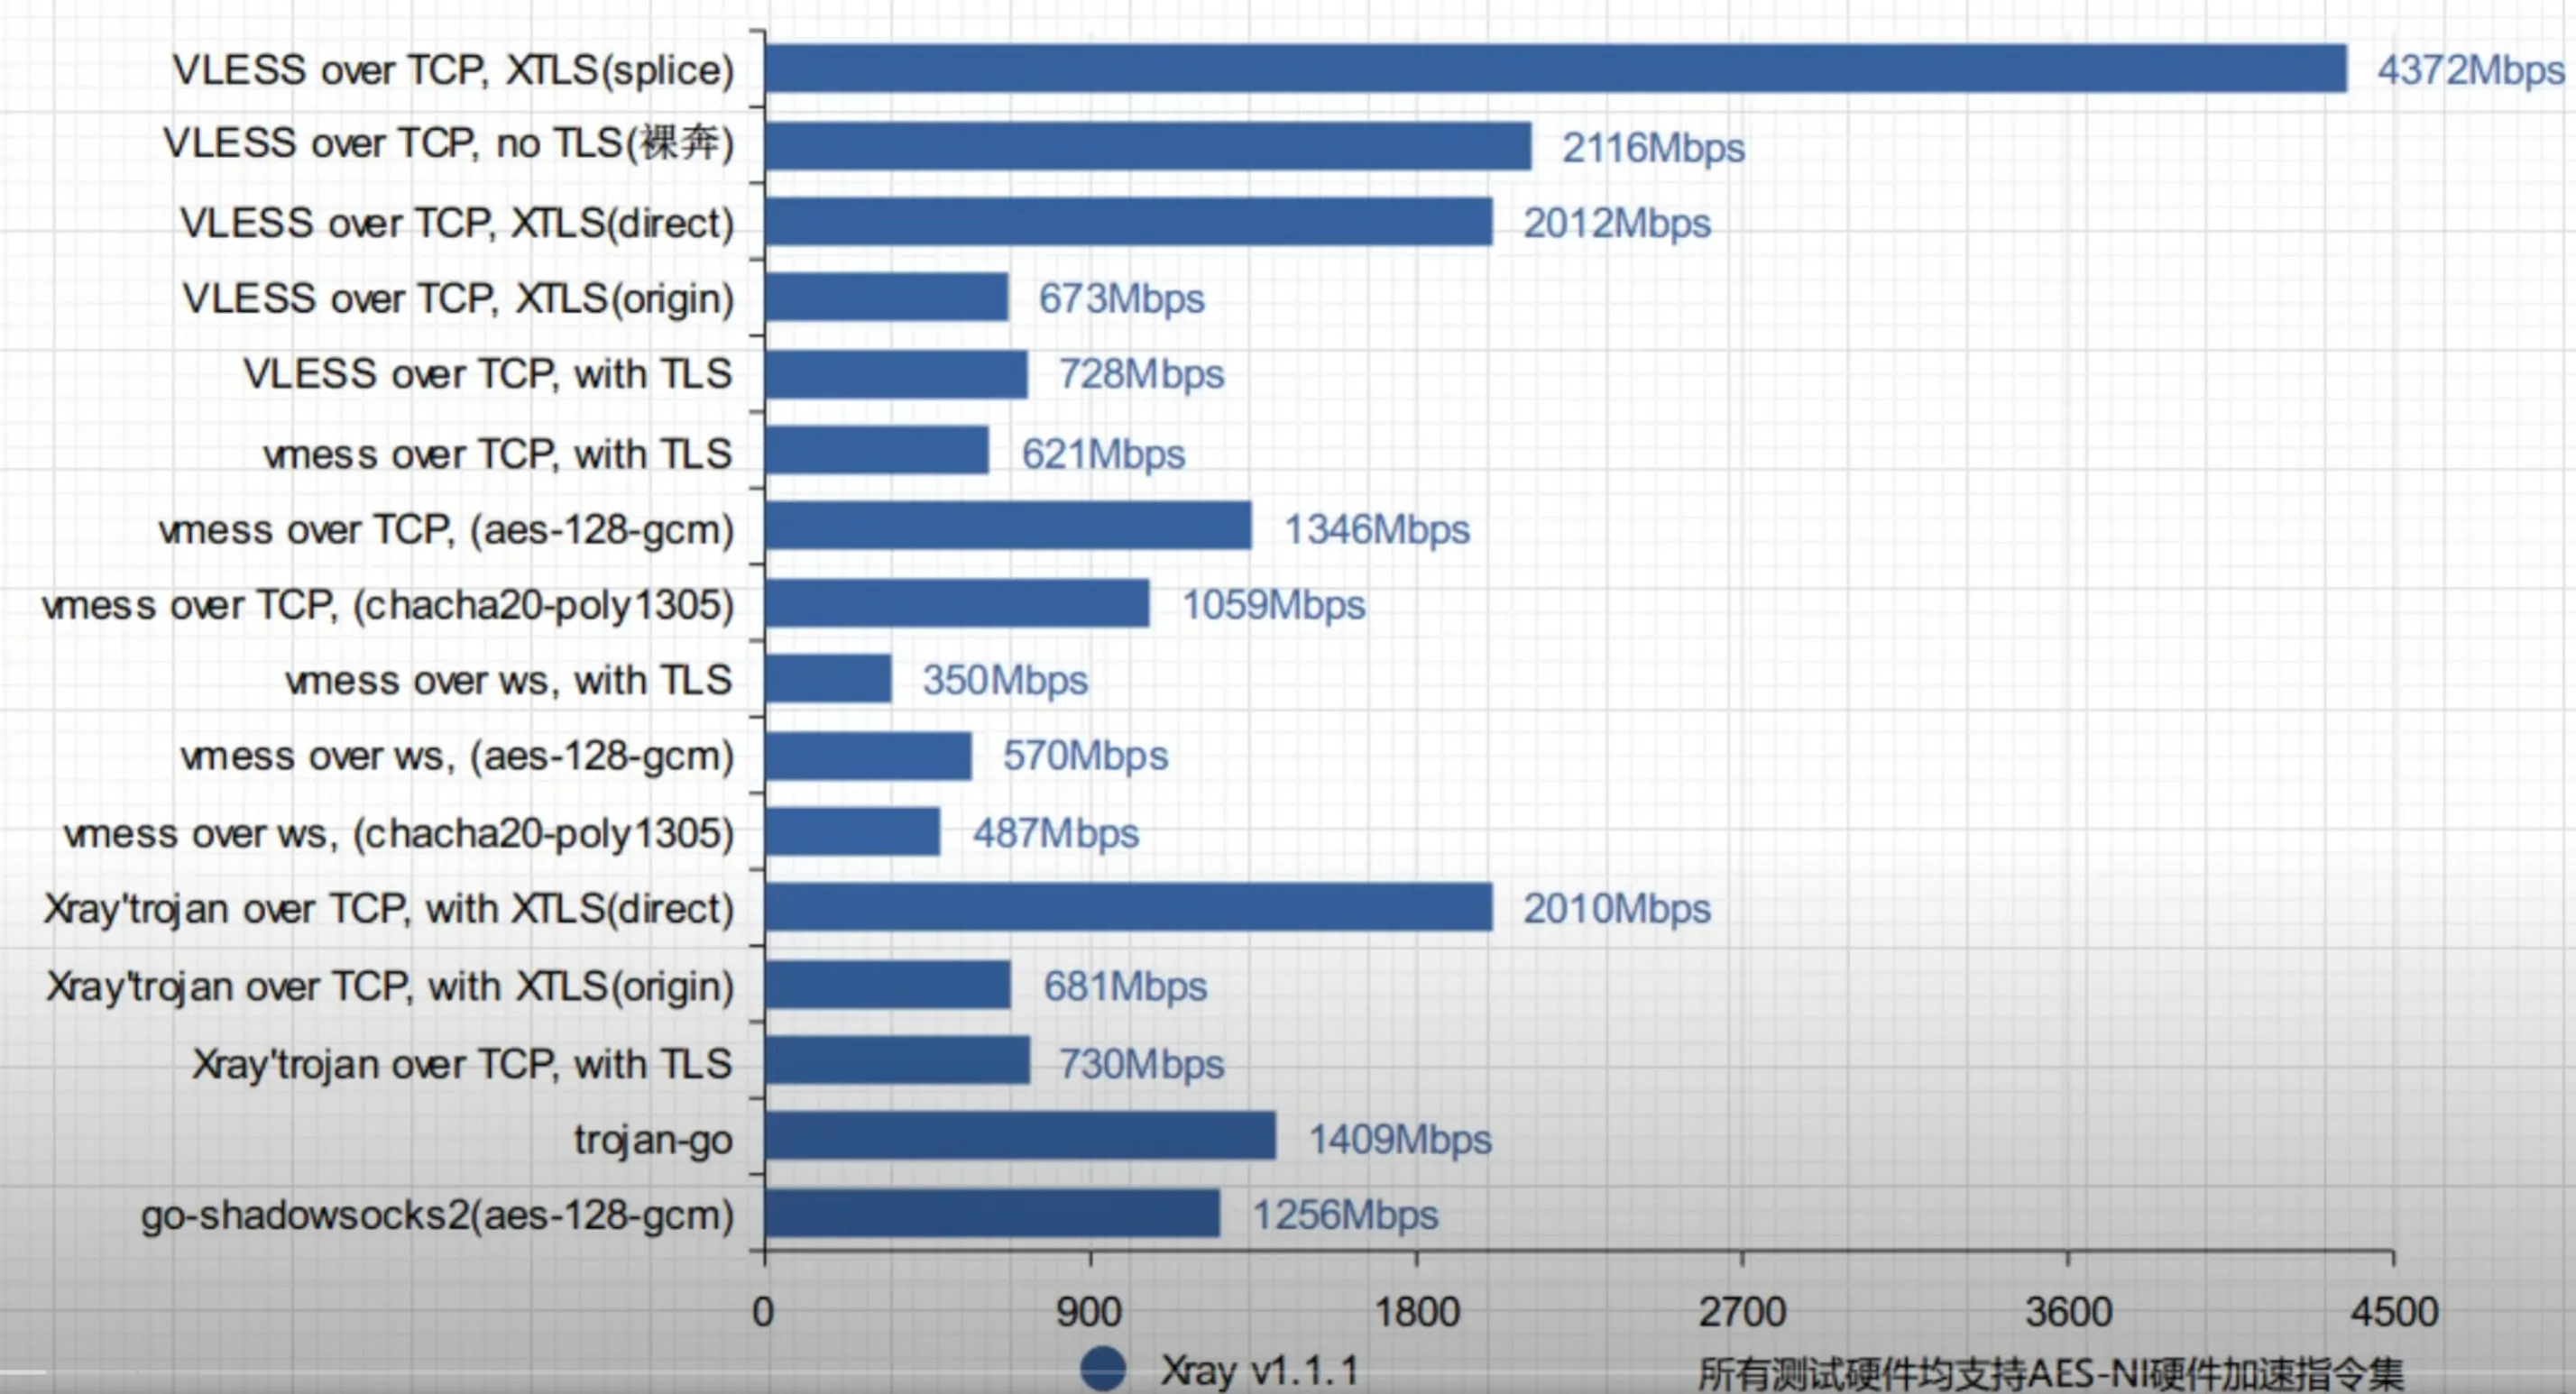 VLESS over TCP, XTLS(splice) 4372Mbps
VLESS over TCP, no TLS(裸奔) 2116Mbps
VLESS over TCP, XTLS(direct) 2012Mbps
VLESS over TCP, XTLS(origin) 673Mbps
VLESS over TCP, with TLS 728Mbps
vmess over TCP, with TLS 621Mbps
vmess over TCP, (aes-128-gcm) 1346Mbps
vmess over TCP, (chacha20-poly1305) 1059Mbps
vmess over ws, with TLS 350Mbps
vmess over ws, (aes-128-gcm) 570Mbps
vmess over ws, (chacha20-poly1305) 487Mbps
Xray'trojan over TCP, with XTLS(direct) 2010Mbps
Xray'trojan over TCP, with XTLS(origin) 681Mbps
Xray'trojan over TCP, with TLS 730Mbps
trojan-go 1409Mbps
go-shadowsocks2(aes-128-gcm) 1256Mbps
0 900 1800 2700 3600 4500
Xray v1.1.1 所有测试硬件均支持AES-NI硬件加速指令集